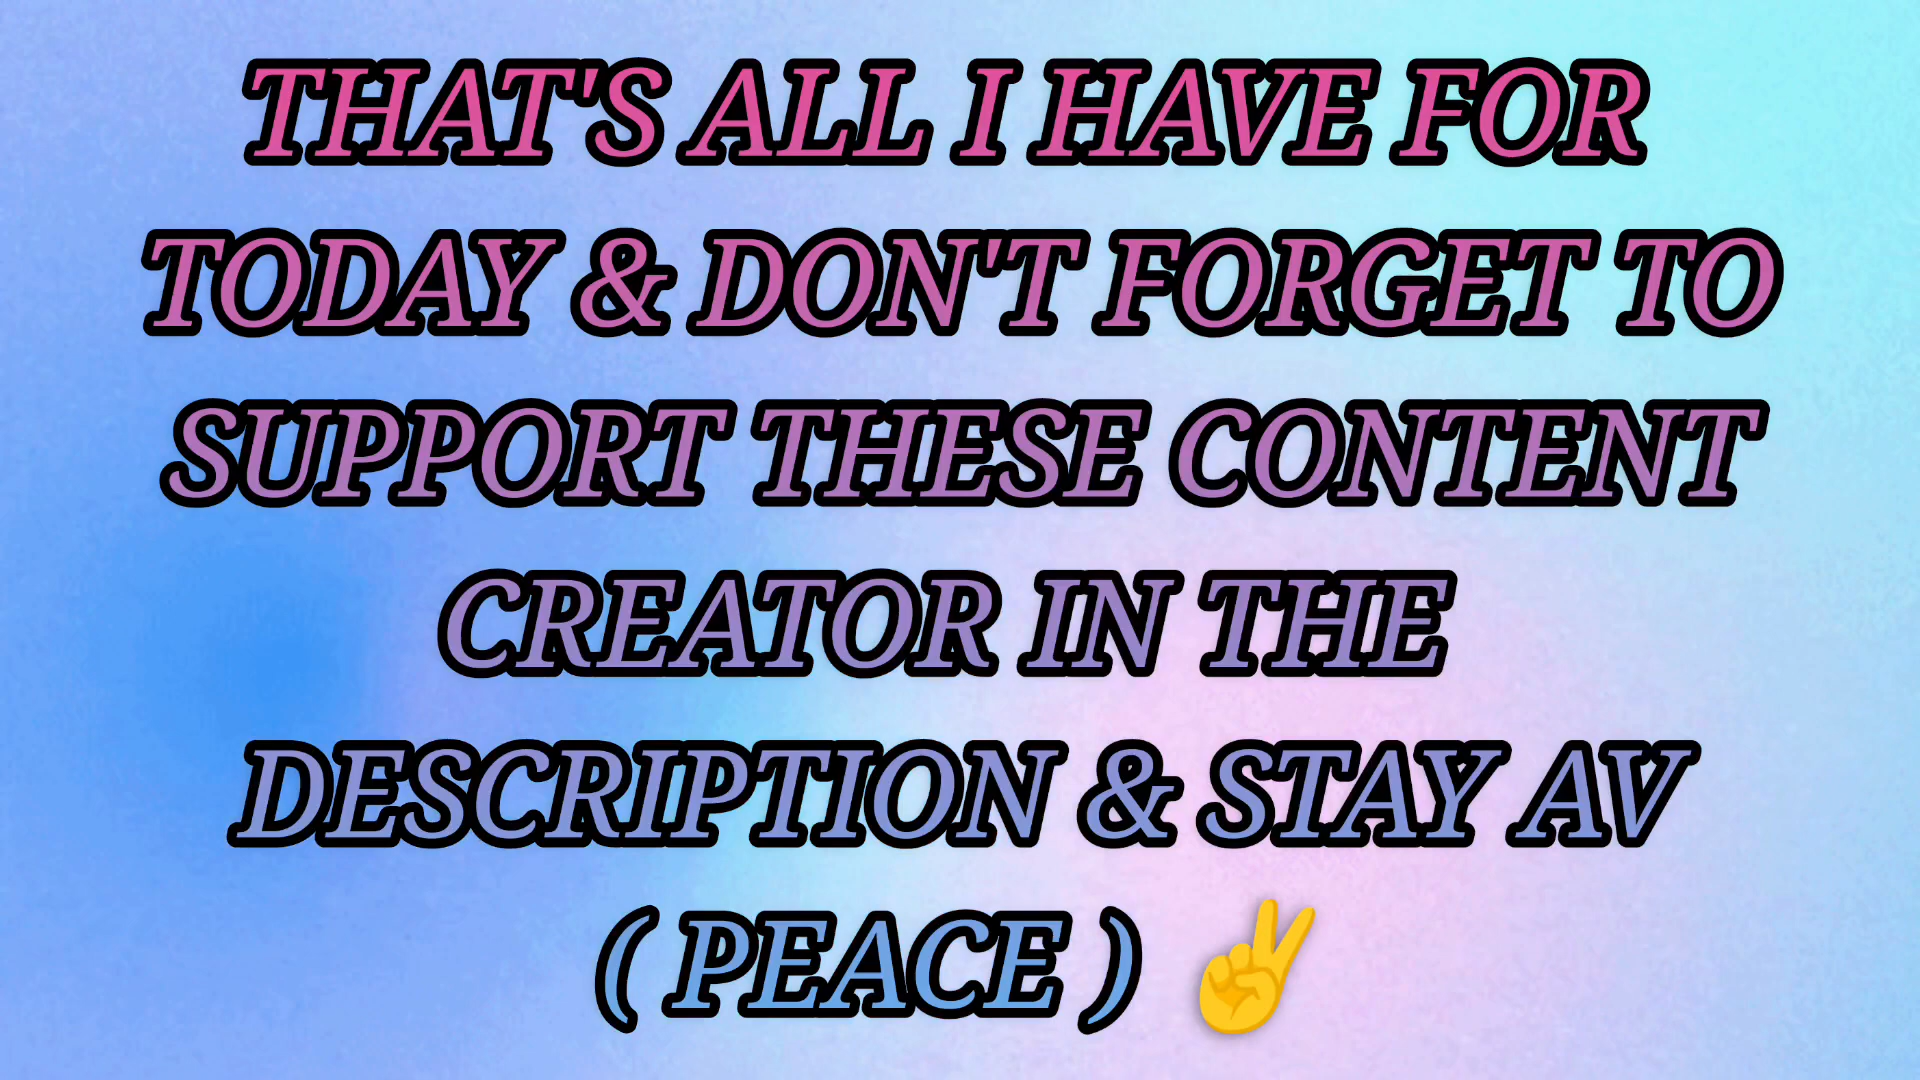 THAT'S ALL I HAVE FOR
TODAY & DON'T FORGET TO
SUPPORT THESE CONTENT
CREATOR IN THE
DESCRIPTION & STAY AV
( PEACE ) ✌